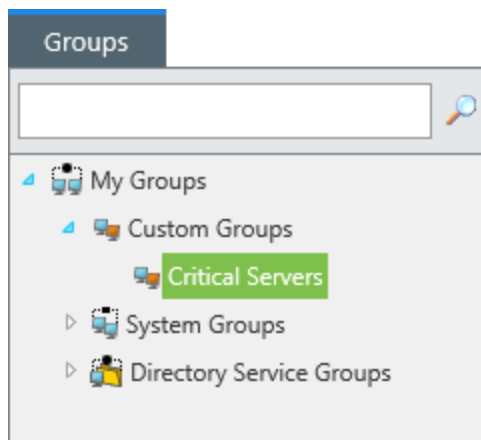 Groups
My Groups
Custom Groups
Critical Servers
System Groups
Directory Service Groups